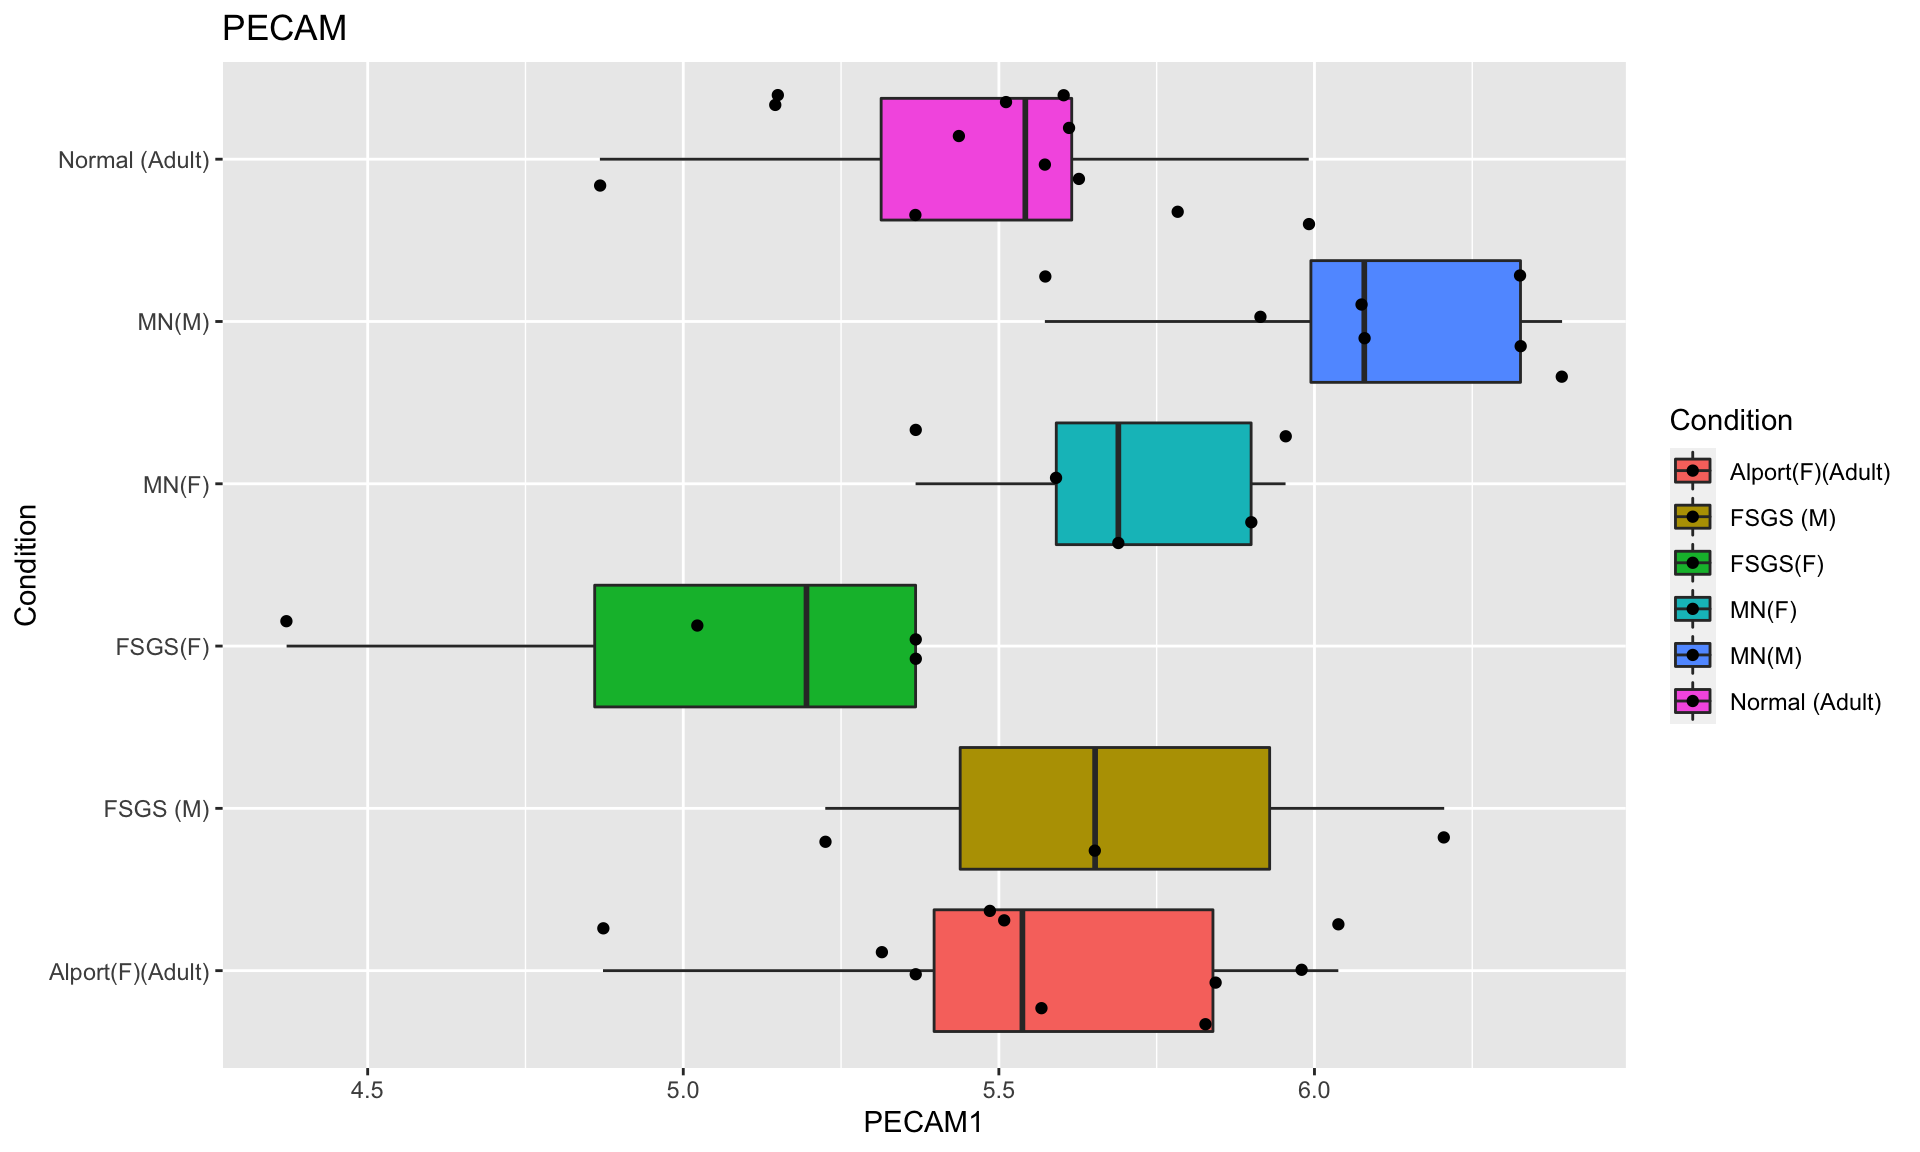 PECAM
Normal (Adult)
MN(M)
MN(F)
FSGS(F)
FSGS (M)
Alport(F)(Adult)
Condition
4.5 5.0 5.5 6.0
PECAM1
Condition
Alport(F)(Adult)
FSGS (M)
FSGS(F)
MN(F)
MN(M)
Normal (Adult)